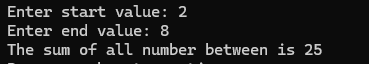 Enter start value: 2
Enter end value: 8
The sum of all number between is 25